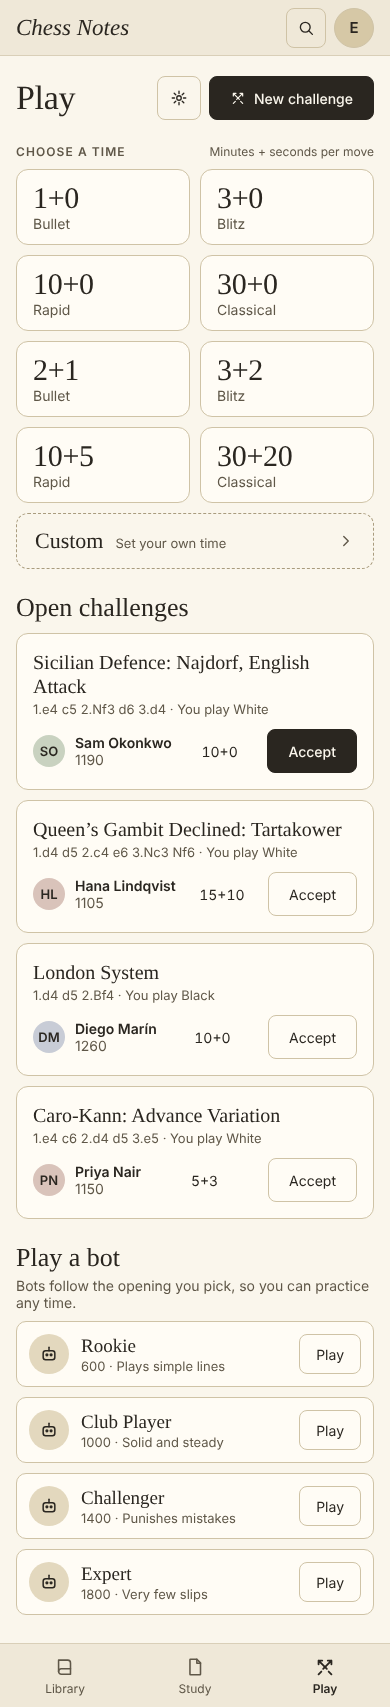 Chess Notes
E
Play
New challenge
CHOOSE A TIME
Minutes + seconds per move
1+0
Bullet
3+0
Blitz
10+0
Rapid
30+0
Classical
2+1
Bullet
3+2
Blitz
10+5
Rapid
30+20
Classical
Custom Set your own time
Open challenges
Sicilian Defence: Najdorf, English
Attack
1.e4 c5 2.Nf3 d6 3.d4 · You play White
SO
Sam Okonkwo
1190
10+0
Accept
Queen’s Gambit Declined: Tartakower
1.d4 d5 2.c4 e6 3.Nc3 Nf6 · You play White
HL
Hana Lindqvist
1105
15+10
Accept
London System
1.d4 d5 2.Bf4 · You play Black
DM
Diego Marín
1260
10+0
Accept
Caro-Kann: Advance Variation
1.e4 c6 2.d4 d5 3.e5 · You play White
PN
Priya Nair
1150
5+3
Accept
Play a bot
Bots follow the opening you pick, so you can practice
any time.
Rookie
600 · Plays simple lines
Play
Club Player
1000 · Solid and steady
Play
Challenger
1400 · Punishes mistakes
Play
Expert
1800 · Very few slips
Play
Library
Study
Play